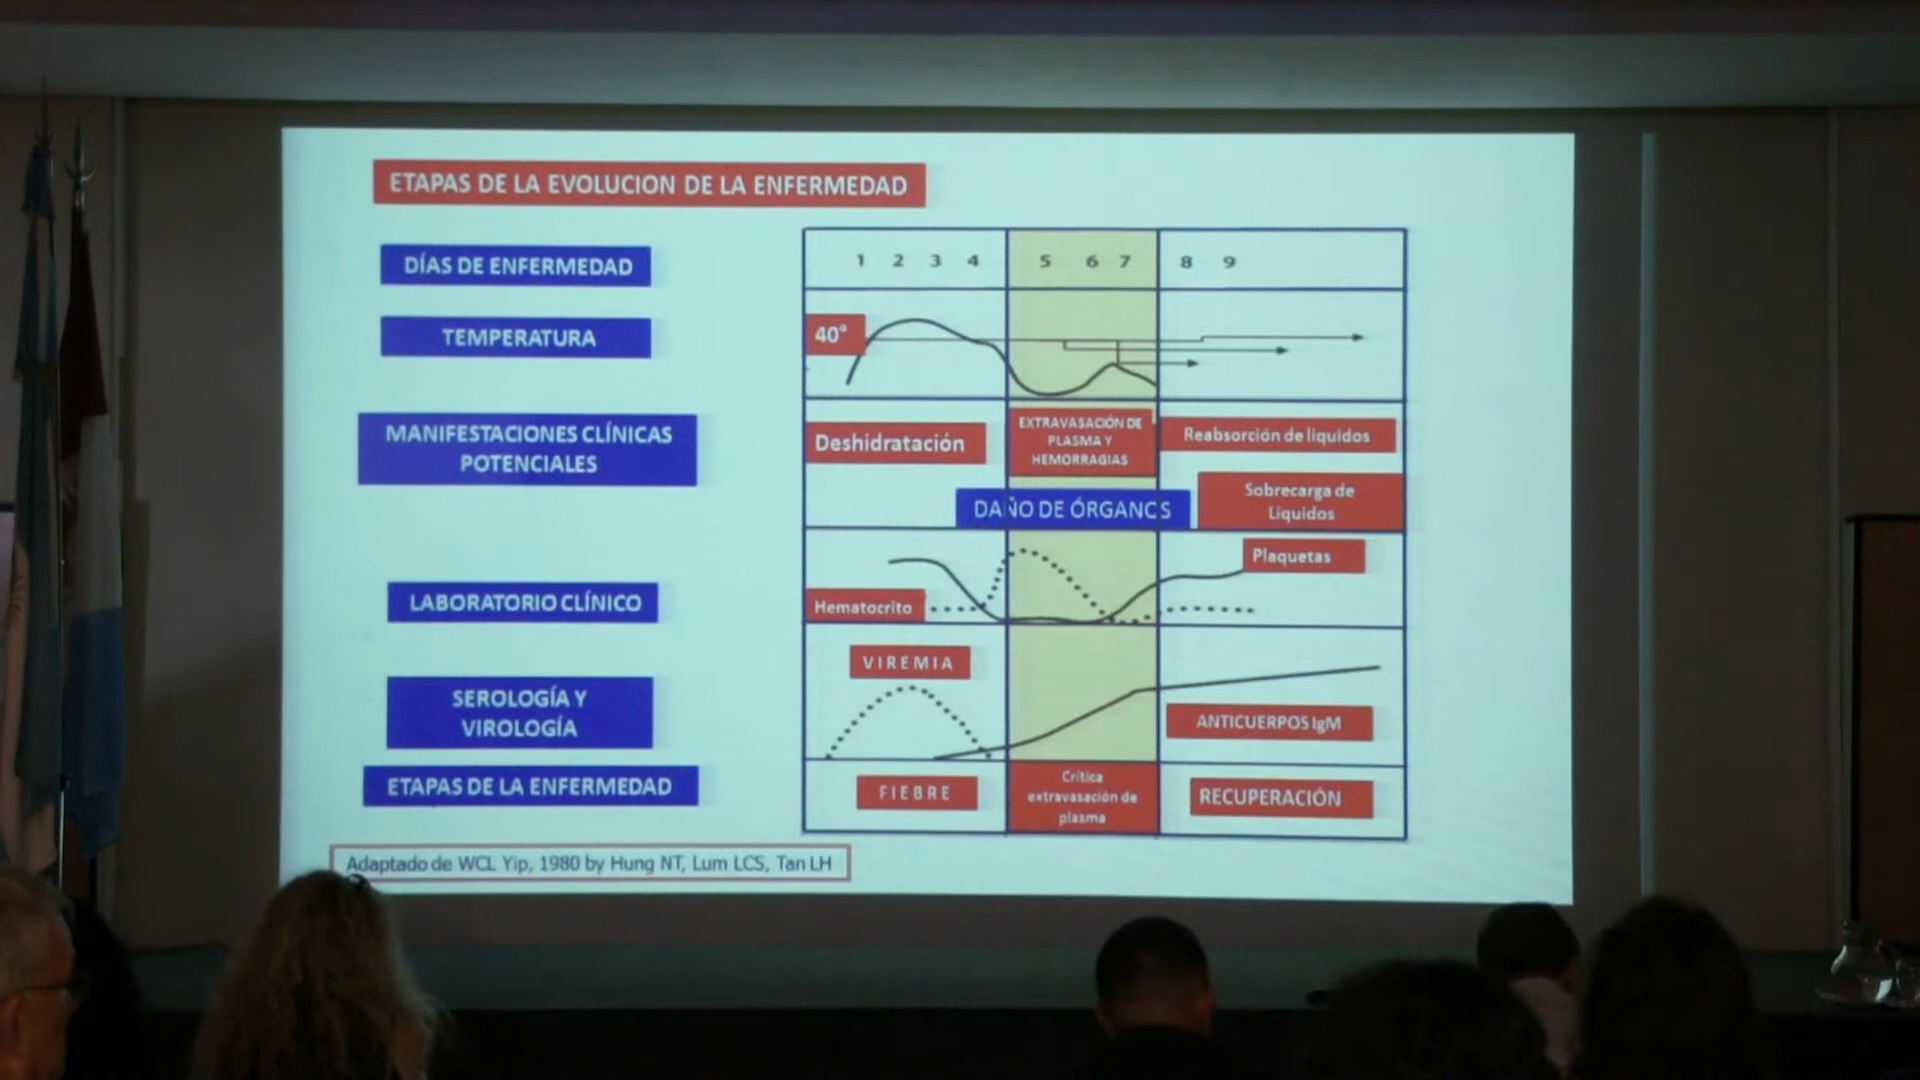 ETAPAS DE LA EVOLUCION DE LA ENFERMEDAD
DÍAS DE ENFERMEDAD
1 2 3 4 5 6 7 8 9
TEMPERATURA
40°
MANIFESTACIONES CLÍNICAS
POTENCIALES
Deshidratación
EXTRAVASACIÓN DE
PLASMA Y
HEMORRAGIAS
Reabsorción de liquidos
DAÑO DE ÓRGANOS
Sobrecarga de
Líquidos
LABORATORIO CLÍNICO
Hematocrito
Plaquetas
SEROLOGÍA Y
VIROLOGÍA
VIREMIA
ANTICUERPOS IgM
ETAPAS DE LA ENFERMEDAD
FIEBRE
Crítica
extravasación de
plasma
RECUPERACIÓN
Adaptado de WCL Yip, 1980 by Hung NT, Lum LCS, Tan LH